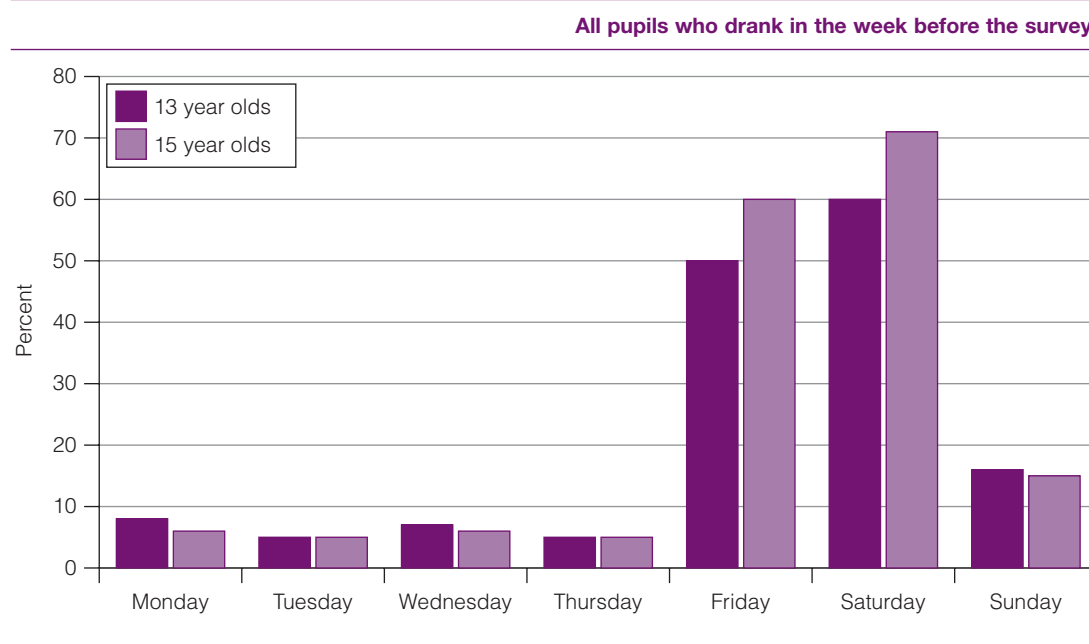 All pupils who drank in the week before the survey
80
13 year olds
70
15 year olds
60
50
40
Percent
30
20
10
0
Monday Tuesday Wednesday Thursday Friday Saturday Sunday